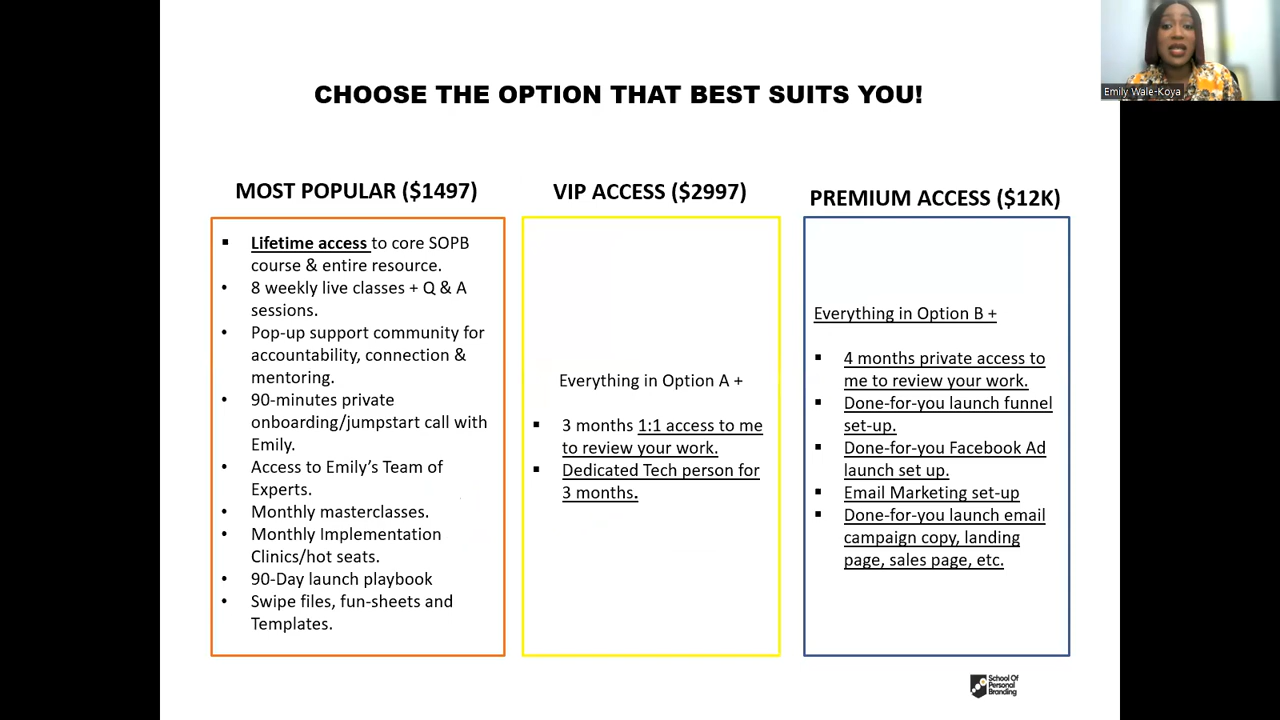 Emily Wale-Koya
CHOOSE THE OPTION THAT BEST SUITS YOU!
MOST POPULAR ($1497)
▪ Lifetime access to core SOPB
course & entire resource.
• 8 weekly live classes + Q & A
sessions.
• Pop-up support community for
accountability, connection &
mentoring.
• 90-minutes private
onboarding/jumpstart call with
Emily.
• Access to Emily’s Team of
Experts.
• Monthly masterclasses.
• Monthly Implementation
Clinics/hot seats.
• 90-Day launch playbook
• Swipe files, fun-sheets and
Templates.
VIP ACCESS ($2997)
Everything in Option A +
▪ 3 months 1:1 access to me
to review your work.
▪ Dedicated Tech person for
3 months.
PREMIUM ACCESS ($12K)
Everything in Option B +
▪ 4 months private access to
me to review your work.
▪ Done-for-you launch funnel
set-up.
▪ Done-for-you Facebook Ad
launch set up.
▪ Email Marketing set-up
▪ Done-for-you launch email
campaign copy, landing
page, sales page, etc.
School Of
Personal
Branding